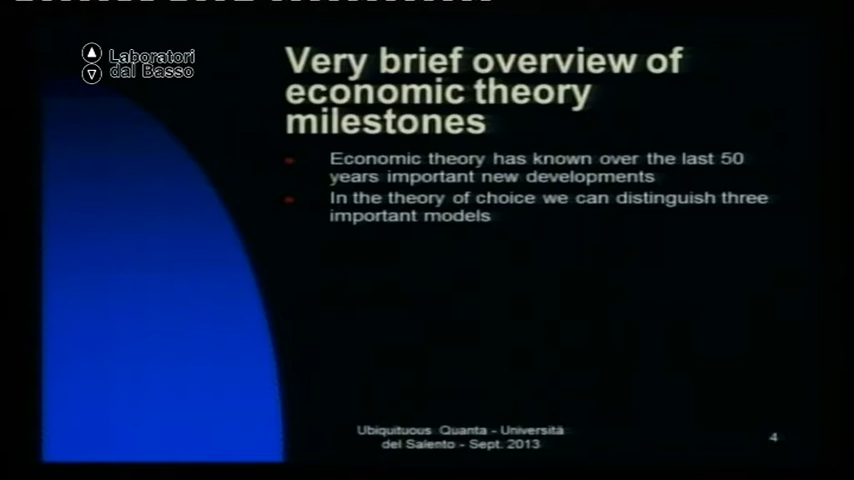 Laboratori
dal Basso
Very brief overview of
economic theory
milestones
Economic theory has known over the last 50
years important new developments
In the theory of choice we can distinguish three
important models
Ubiquituous Quanta - Università
del Salento - Sept. 2013
4